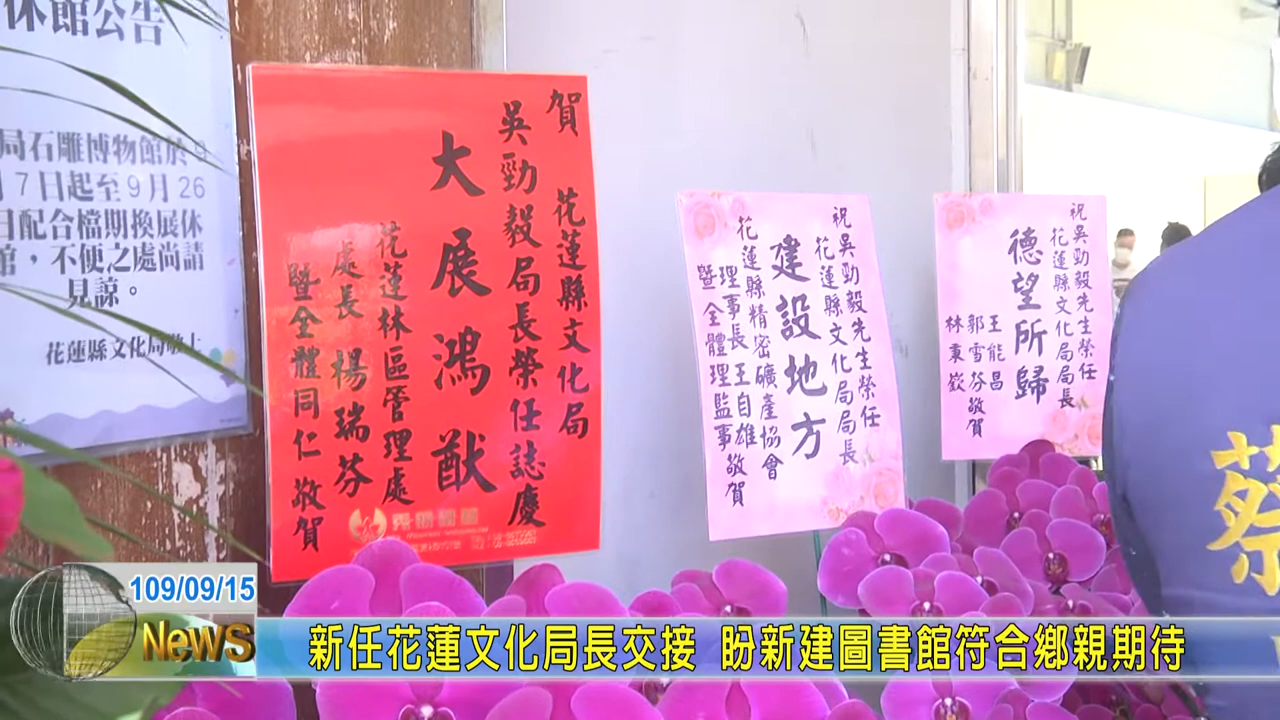 休館公告
局石雕博物館於
月7日起至9月26
日配合檔期換展休
館，不便之處尚請
見諒。
花蓮縣文化局敬上
賀 花蓮縣文化局
吳勁毅局長榮任誌慶
大展鴻猷
花蓮林區管理處
處長 楊瑞芬
暨全體同仁 敬賀
祝吳勁毅先生榮任
花蓮縣文化局局長
建設地方
花蓮縣精密礦產協會
理事長 王自雄
暨全體理監事敬賀
祝吳勁毅先生榮任
花蓮縣文化局局長
德望所歸
王能昌
郭雪芬敬賀
林秉嶔
蔡
109/09/15
News
新任花蓮文化局長交接 盼新建圖書館符合鄉親期待